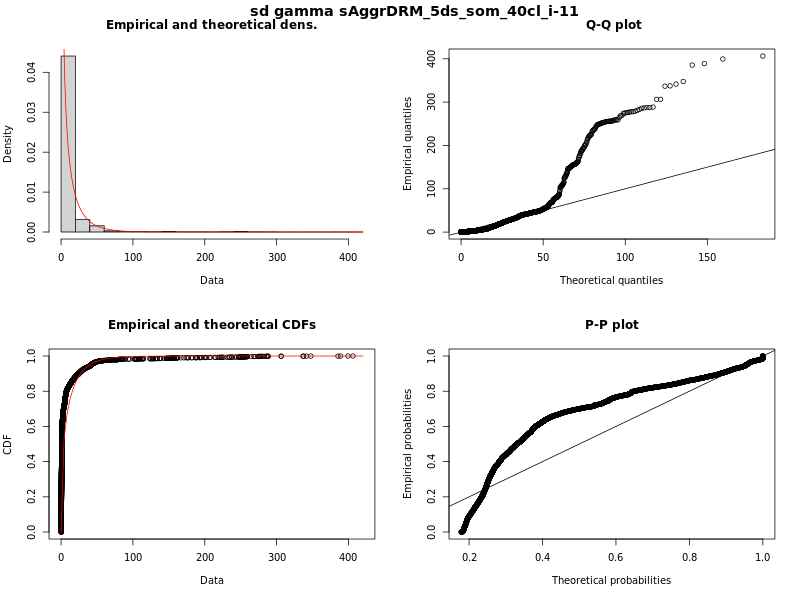 sd gamma sAggrDRM_5ds_som_40cl_i-11
Empirical and theoretical dens.
Density
0.00 0.01 0.02 0.03 0.04
0 100 200 300 400
Data
Q-Q plot
Empirical quantiles
0 100 200 300 400
0 50 100 150
Theoretical quantiles
Empirical and theoretical CDFs
CDF
0.0 0.2 0.4 0.6 0.8 1.0
0 100 200 300 400
Data
P-P plot
Empirical probabilities
0.0 0.2 0.4 0.6 0.8 1.0
0.2 0.4 0.6 0.8 1.0
Theoretical probabilities